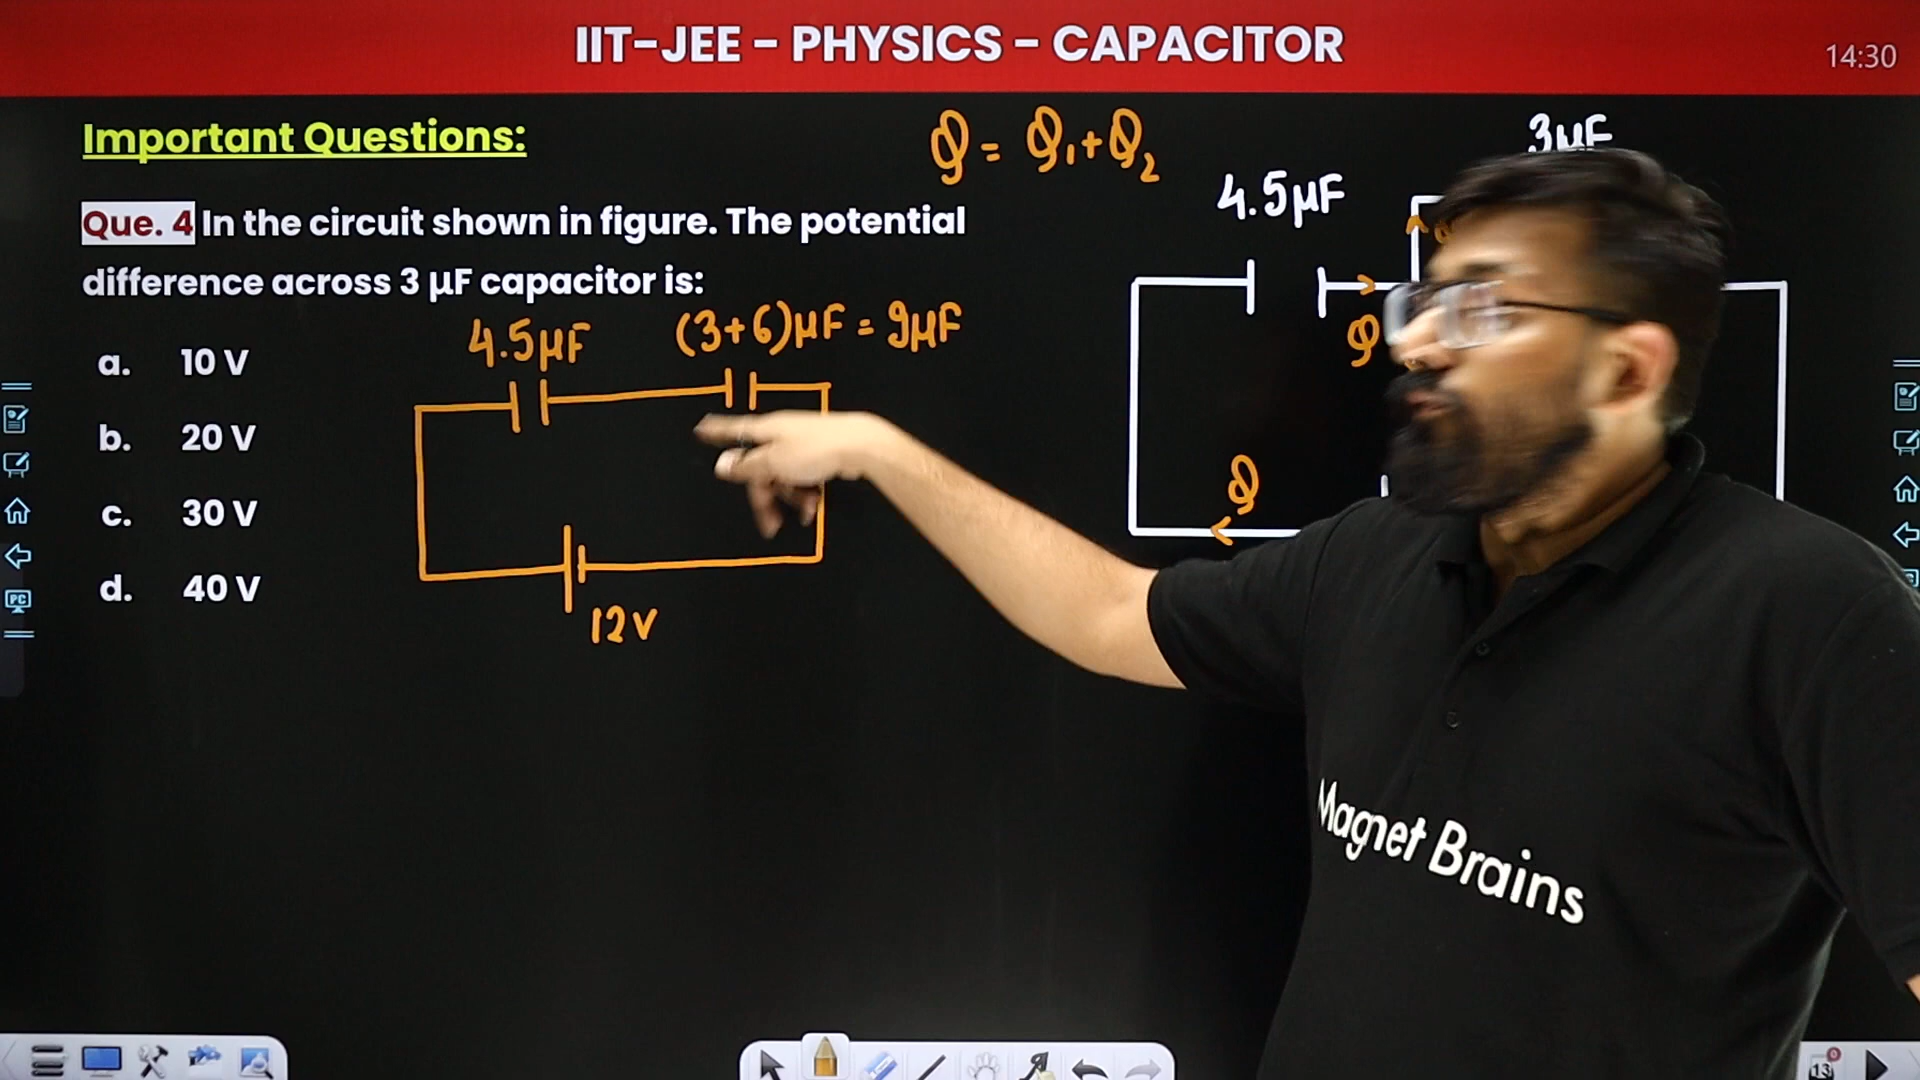 IIT-JEE - PHYSICS - CAPACITOR
14:30
Important Questions:
Q = Q₁+Q₂
3μF
4.5μF
Que. 4 In the circuit shown in figure. The potential
difference across 3 μF capacitor is:
4.5μF
(3+6)μF = 9μF
Q
a. 10 V
b. 20 V
c. 30 V
Q
d. 40 V
12V
Magnet Brains
PC
13